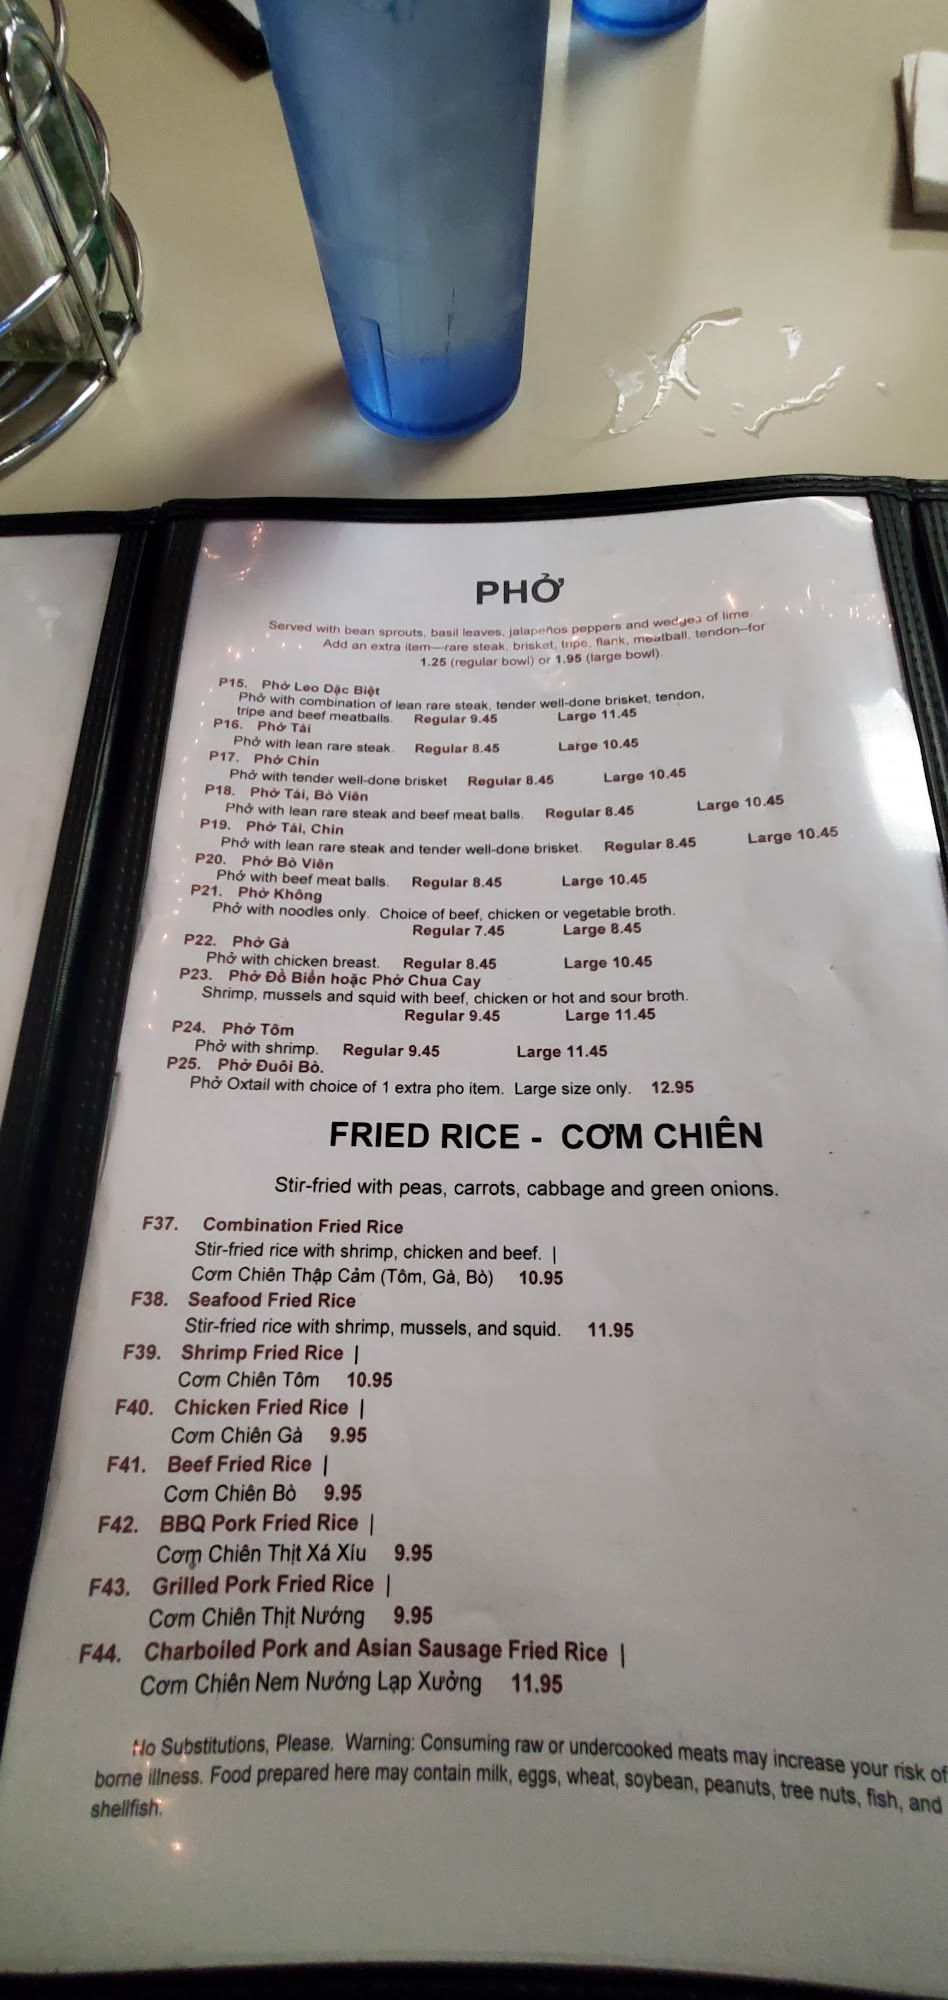 PHỞ
Served with bean sprouts, basil leaves, jalapeños peppers and wedges of lime.
Add an extra item—rare steak, brisket, tripe, flank, meatball, tendon–for
1.25 (regular bowl) or 1.95 (large bowl).
P15. Phở Leo Dặc Biệt
Phở with combination of lean rare steak, tender well-done brisket, tendon,
tripe and beef meatballs. Regular 9.45 Large 11.45
P16. Phở Tái
Phở with lean rare steak. Regular 8.45 Large 10.45
P17. Phở Chín
Phở with tender well-done brisket Regular 8.45 Large 10.45
P18. Phở Tái, Bò Viên
Phở with lean rare steak and beef meat balls. Regular 8.45 Large 10.45
P19. Phở Tái, Chín
Phở with lean rare steak and tender well-done brisket. Regular 8.45 Large 10.45
P20. Phở Bò Viên
Phở with beef meat balls. Regular 8.45 Large 10.45
P21. Phở Không
Phở with noodles only. Choice of beef, chicken or vegetable broth.
Regular 7.45 Large 8.45
P22. Phở Gà
Phở with chicken breast. Regular 8.45 Large 10.45
P23. Phở Đồ Biển hoặc Phở Chua Cay
Shrimp, mussels and squid with beef, chicken or hot and sour broth.
Regular 9.45 Large 11.45
P24. Phở Tôm
Phở with shrimp. Regular 9.45 Large 11.45
P25. Phở Đuôi Bò.
Phở Oxtail with choice of 1 extra pho item. Large size only. 12.95
FRIED RICE - CƠM CHIÊN
Stir-fried with peas, carrots, cabbage and green onions.
F37. Combination Fried Rice
Stir-fried rice with shrimp, chicken and beef. |
Cơm Chiên Thập Cảm (Tôm, Gà, Bò) 10.95
F38. Seafood Fried Rice
Stir-fried rice with shrimp, mussels, and squid. 11.95
F39. Shrimp Fried Rice |
Cơm Chiên Tôm 10.95
F40. Chicken Fried Rice |
Cơm Chiên Gà 9.95
F41. Beef Fried Rice |
Cơm Chiên Bò 9.95
F42. BBQ Pork Fried Rice |
Cơm Chiên Thịt Xá Xíu 9.95
F43. Grilled Pork Fried Rice |
Cơm Chiên Thịt Nướng 9.95
F44. Charboiled Pork and Asian Sausage Fried Rice |
Cơm Chiên Nem Nướng Lạp Xưởng 11.95
No Substitutions, Please. Warning: Consuming raw or undercooked meats may increase your risk of
borne illness. Food prepared here may contain milk, eggs, wheat, soybean, peanuts, tree nuts, fish, and
shellfish.